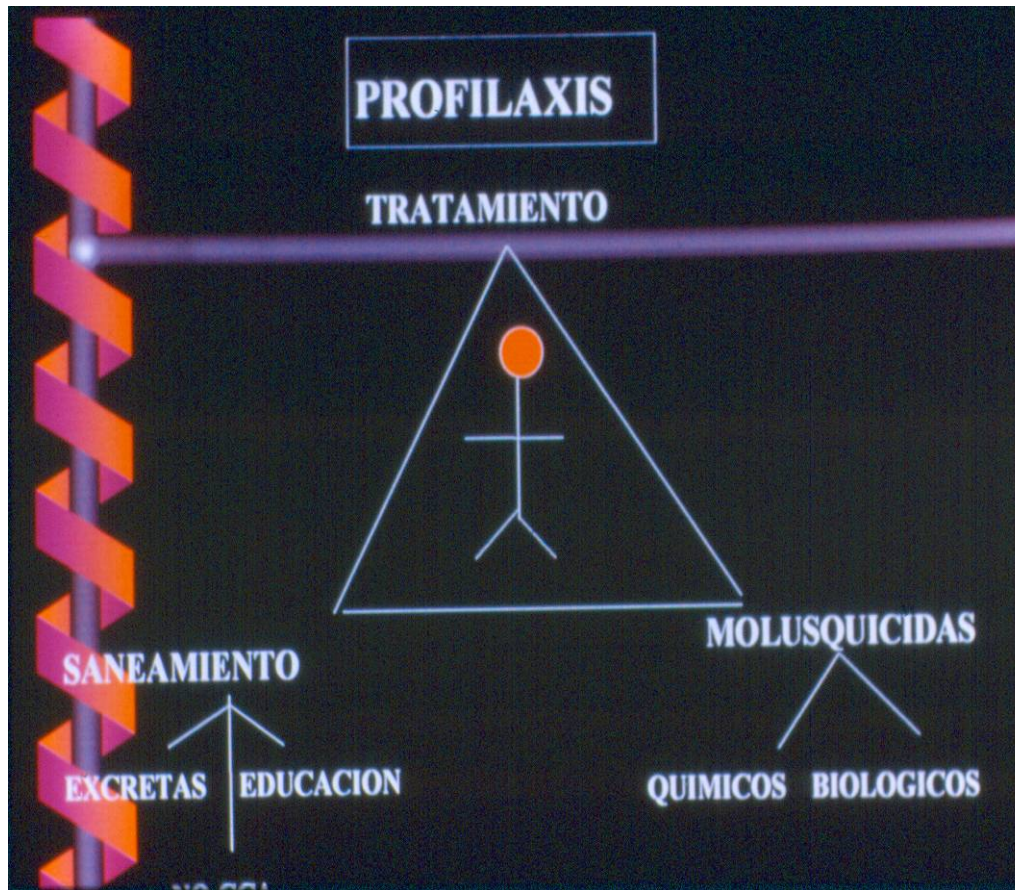 PROFILAXIS
TRATAMIENTO
MOLUSQUICIDAS
SANEAMIENTO
EXCRETAS EDUCACION
QUIMICOS BIOLOGICOS